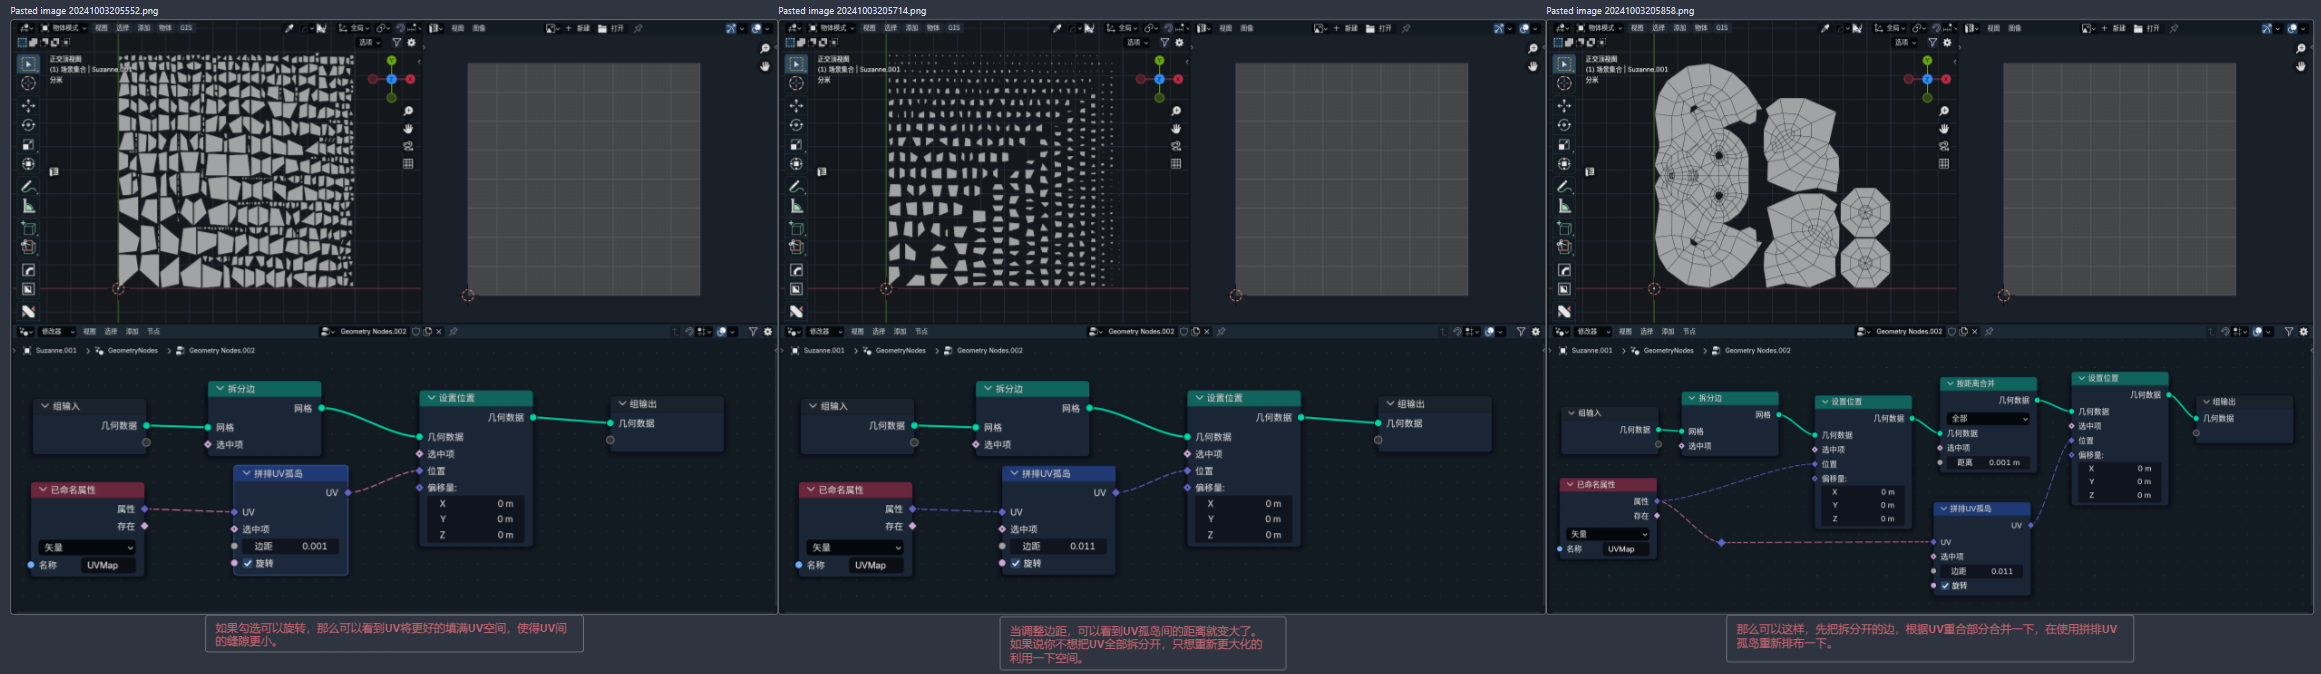 Pasted image 20241003205552.png
物体模式 视图 选择 添加 物体 GIS
全局
视图 图像
新建 打开
选项
正交顶视图
(1) 场景集合 | Suzanne.001
分米
修改器 视图 选择 添加 节点
Geometry Nodes.002
Suzanne.001 > GeometryNodes > Geometry Nodes.002
组输入
几何数据
拆分边
网格
网格
选中项
设置位置
几何数据
几何数据
选中项
位置
偏移量:
X 0 m
Y 0 m
Z 0 m
组输出
几何数据
已命名属性
属性
存在
矢量
名称 UVMap
拼排UV孤岛
UV
UV
选中项
边距 0.001
旋转
如果勾选可以旋转，那么可以看到UV将更好的填满UV空间，使得UV间
的缝隙更小。
Pasted image 20241003205714.png
物体模式 视图 选择 添加 物体 GIS
全局
视图 图像
新建 打开
选项
正交顶视图
(1) 场景集合 | Suzanne.001
分米
修改器 视图 选择 添加 节点
Geometry Nodes.002
Suzanne.001 > GeometryNodes > Geometry Nodes.002
组输入
几何数据
拆分边
网格
网格
选中项
设置位置
几何数据
几何数据
选中项
位置
偏移量:
X 0 m
Y 0 m
Z 0 m
组输出
几何数据
已命名属性
属性
存在
矢量
名称 UVMap
拼排UV孤岛
UV
UV
选中项
边距 0.011
旋转
当调整边距，可以看到UV孤岛间的距离就变大了。
如果说你不想把UV全部拆分开，只想重新更大化的
利用一下空间。
Pasted image 20241003205858.png
物体模式 视图 选择 添加 物体 GIS
全局
视图 图像
新建 打开
选项
正交顶视图
(1) 场景集合 | Suzanne.001
分米
修改器 视图 选择 添加 节点
Geometry Nodes.002
Suzanne.001 > GeometryNodes > Geometry Nodes.002
组输入
几何数据
拆分边
网格
网格
选中项
设置位置
几何数据
几何数据
选中项
位置
偏移量:
X 0 m
Y 0 m
Z 0 m
按距离合并
几何数据
全部
几何数据
选中项
距离 0.001 m
设置位置
几何数据
几何数据
选中项
位置
偏移量:
X 0 m
Y 0 m
Z 0 m
组输出
几何数据
已命名属性
属性
存在
矢量
名称 UVMap
拼排UV孤岛
UV
UV
选中项
边距 0.011
旋转
那么可以这样，先把拆分开的边，根据UV重合部分合并一下，在使用拼排UV
孤岛重新排布一下。